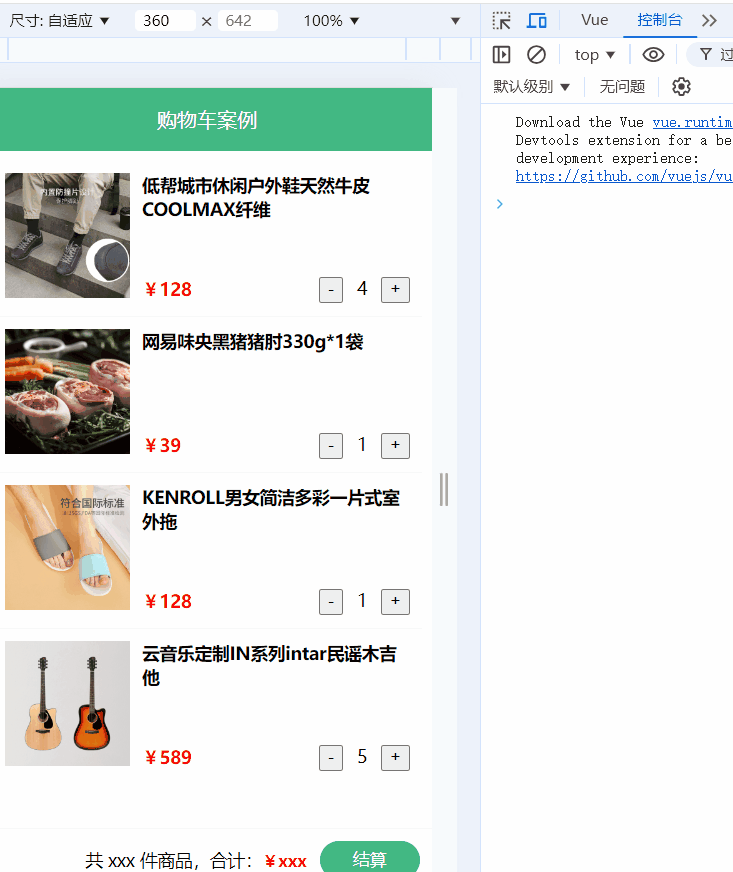 尺寸: 自适应 ▼ 360 × 642 100% ▼ ▼
Vue 控制台
top ▼ 过
默认级别 ▼ 无问题
Download the Vue vue.runtim
Devtools extension for a be
development experience:
https://github.com/vuejs/vu
购物车案例
内置防撞片设计
低帮城市休闲户外鞋天然牛皮
COOLMAX纤维
￥128 - 4 +
网易味央黑猪猪肘330g*1袋
￥39 - 1 +
符合国际标准
KENROLL男女简洁多彩一片式室
外拖
￥128 - 1 +
云音乐定制IN系列intar民谣木吉
他
￥589 - 5 +
共 xxx 件商品，合计：￥xxx 结算